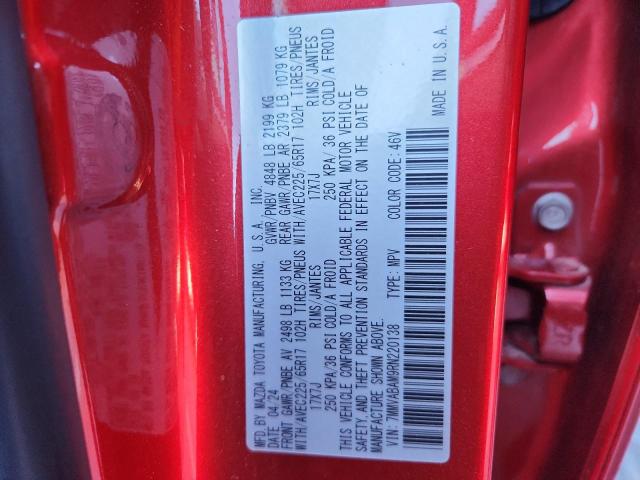 MFD. BY MAZDA TOYOTA MANUFACTURING, U.S.A., INC.
DATE 04/24 GVWR/PNBV 4848 LB 2199 KG
FRONT GAWR/PNBE AV 2498 LB 1133 KG REAR GAWR/PNBE AR 2379 LB 1079 KG
WITH/AVEC225/65R17 102H TIRES/PNEUS WITH/AVEC225/65R17 102H TIRES/PNEUS
17X7J RIMS/JANTES 17X7J RIMS/JANTES
250 KPA/36 PSI COLD/A FROID 250 KPA/ 36 PSI COLD/A FROID
THIS VEHICLE CONFORMS TO ALL APPLICABLE FEDERAL MOTOR VEHICLE
SAFETY, AND THEFT PREVENTION STANDARDS IN EFFECT ON THE DATE OF
MANUFACTURE SHOWN ABOVE.
VIN: 7MMVABAM9RN220138 TYPE: MPV COLOR CODE: 46V
MADE IN U.S.A.